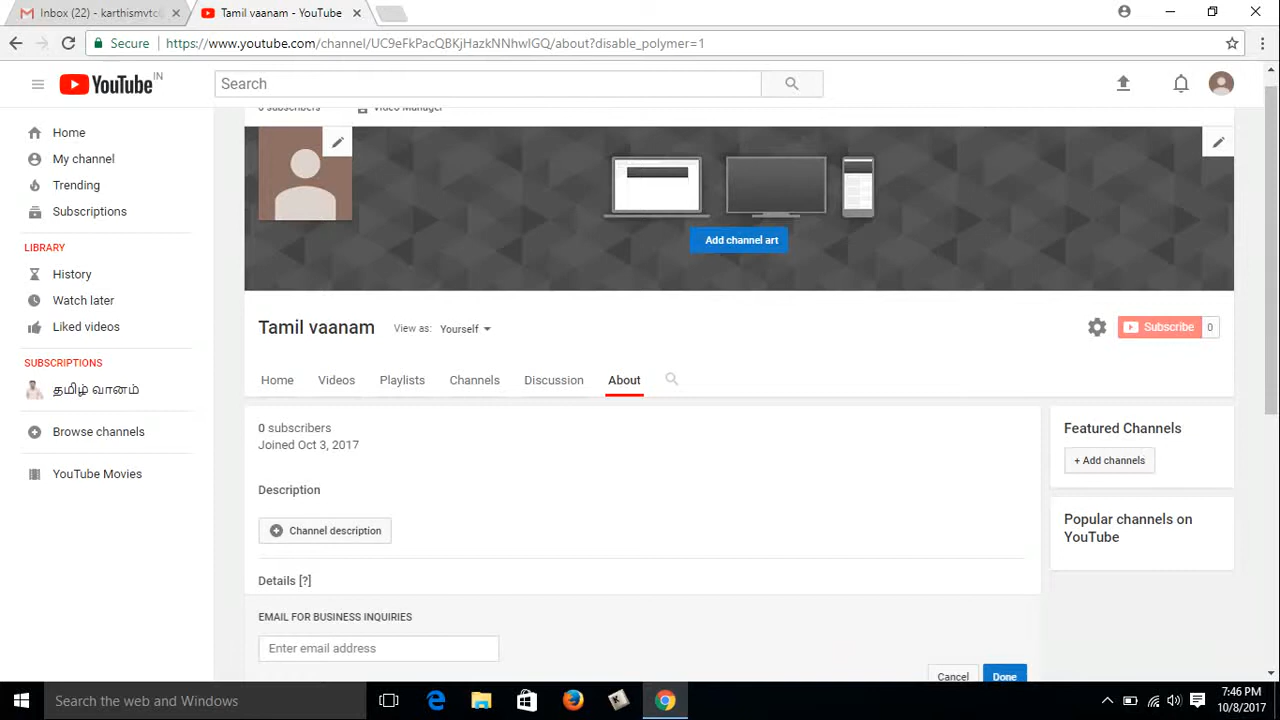 Inbox (22) - karthismvtc
Tamil vaanam - YouTube
Secure https://www.youtube.com/channel/UC9eFkPacQBKjHazkNNhwIGQ/about?disable_polymer=1
YouTube IN
Search
0 subscribers Video Manager
Home
My channel
Trending
Subscriptions
LIBRARY
History
Watch later
Liked videos
SUBSCRIPTIONS
தமிழ் வானம்
Browse channels
YouTube Movies
Add channel art
Tamil vaanam View as: Yourself
Subscribe 0
Home Videos Playlists Channels Discussion About
0 subscribers
Joined Oct 3, 2017
Description
Channel description
Details [?]
EMAIL FOR BUSINESS INQUIRIES
Enter email address
Cancel Done
Featured Channels
+ Add channels
Popular channels on
YouTube
Search the web and Windows
7:46 PM
10/8/2017